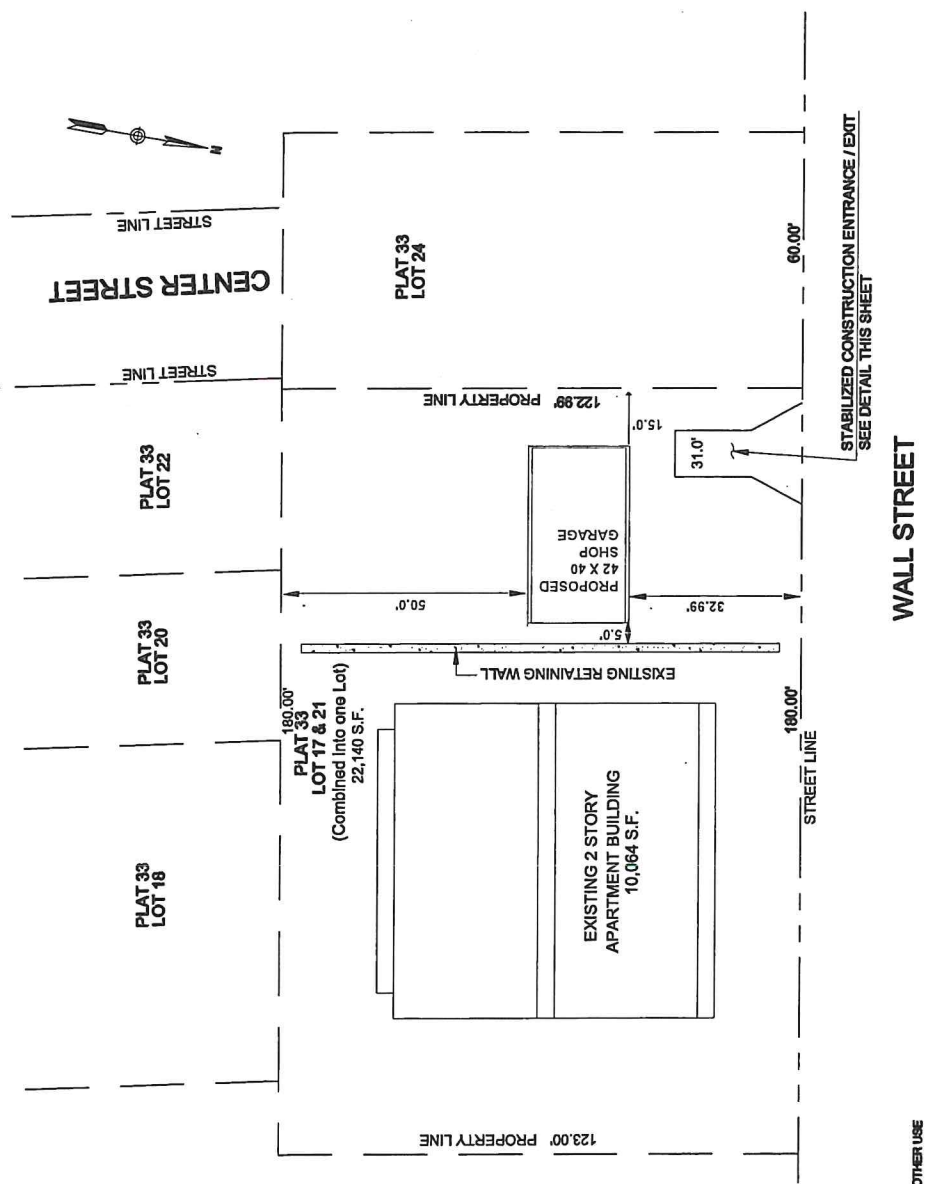 N
STREET LINE
CENTER STREET
STREET LINE
PLAT 33
LOT 22
PLAT 33
LOT 20
PLAT 33
LOT 18
PLAT 33
LOT 24
60.00'
PROPERTY LINE
122.99'
15.0'
31.0'
STABILIZED CONSTRUCTION ENTRANCE / EXIT
SEE DETAIL THIS SHEET
PROPOSED
42 X 40
SHOP
GARAGE
50.0'
32.99'
5.0'
EXISTING RETAINING WALL
180.00'
PLAT 33
LOT 17 & 21
(Combined Into one Lot)
22,140 S.F.
EXISTING 2 STORY
APARTMENT BUILDING
10,064 S.F.
180.00'
STREET LINE
WALL STREET
123.00' PROPERTY LINE
OTHER USE